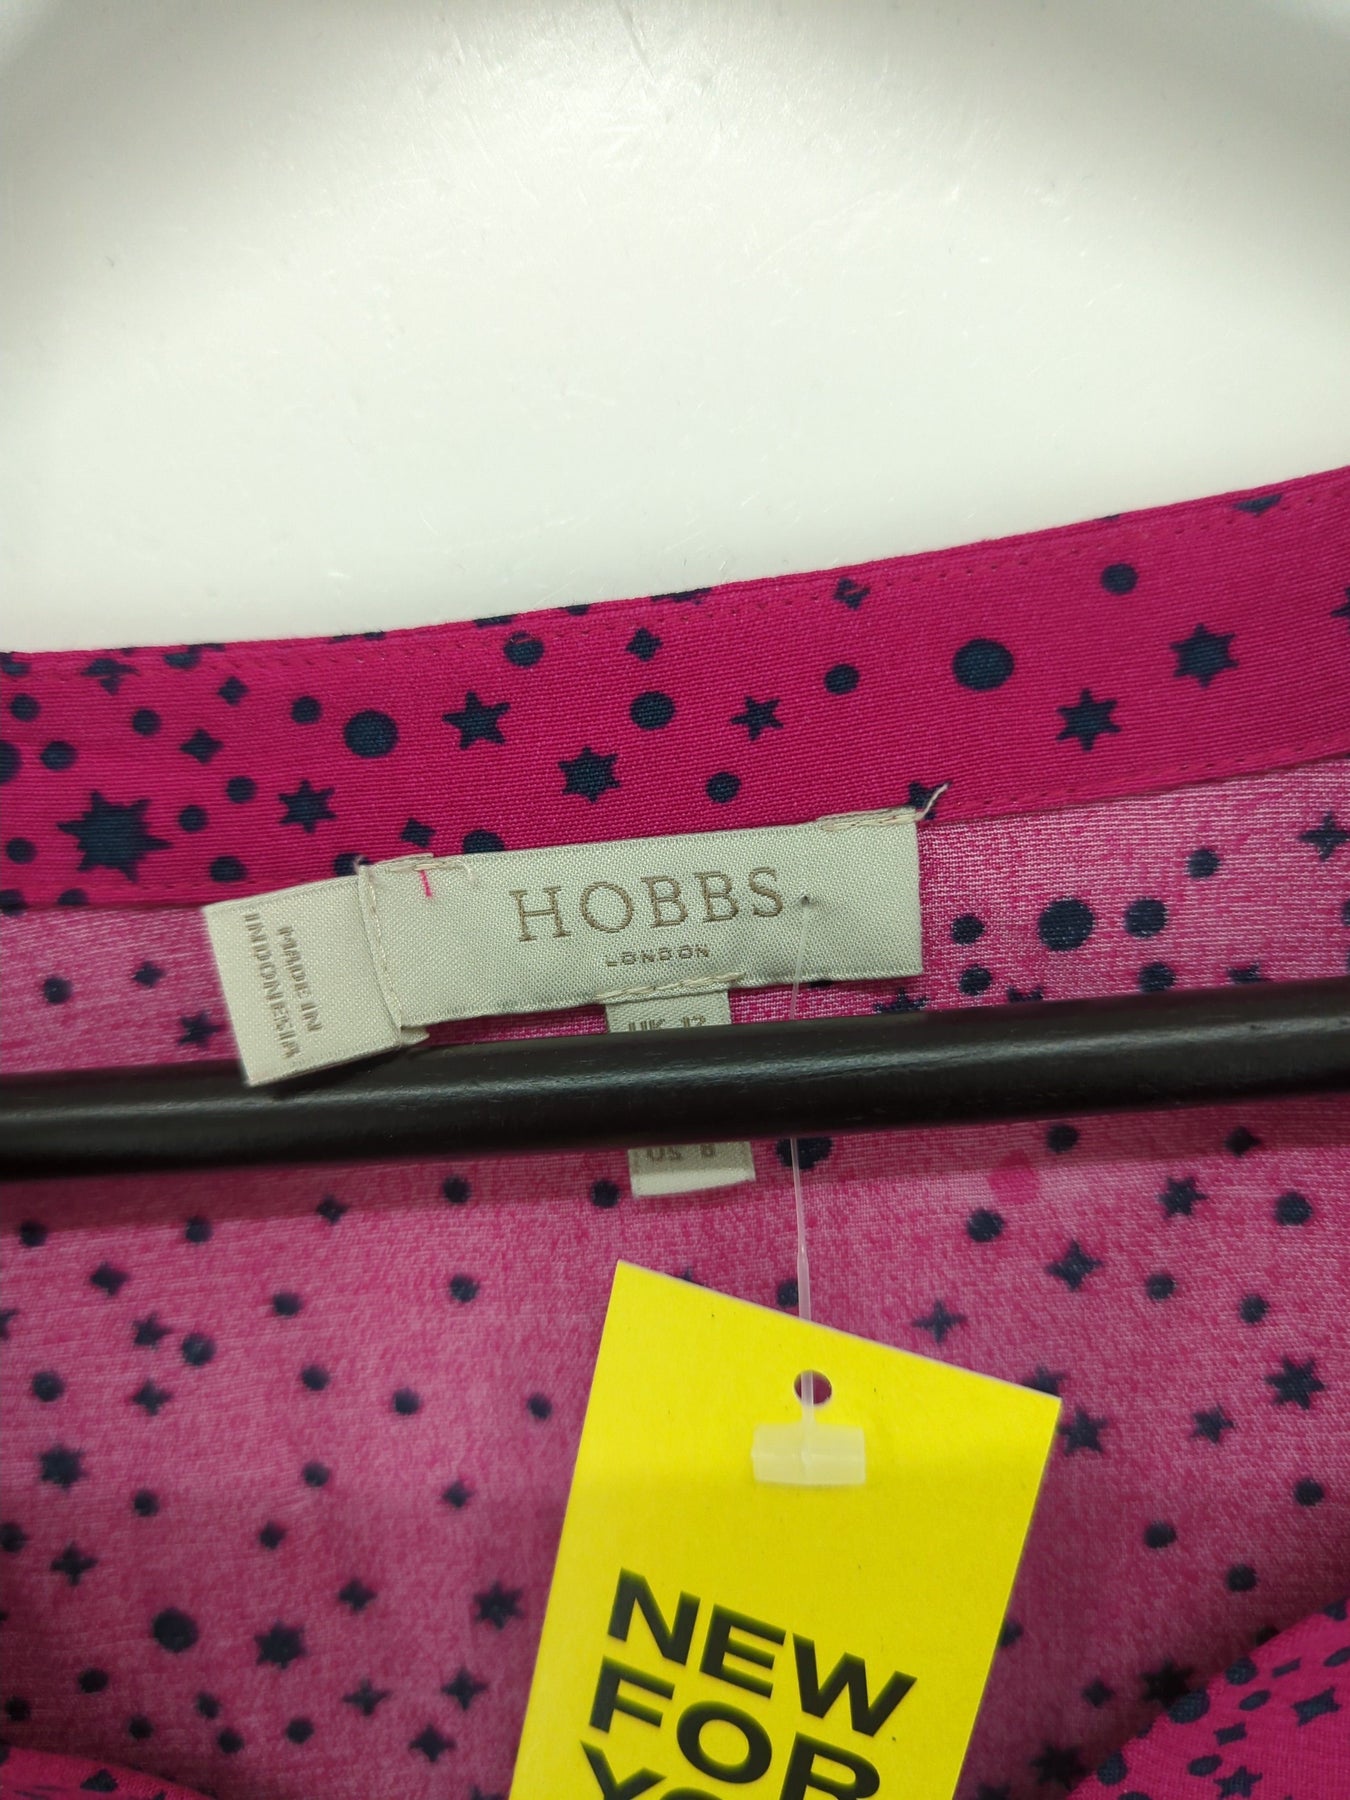 HOBBS
LONDON
MADE IN
INDONESIA
UK 12
US 8
NEW
FOR